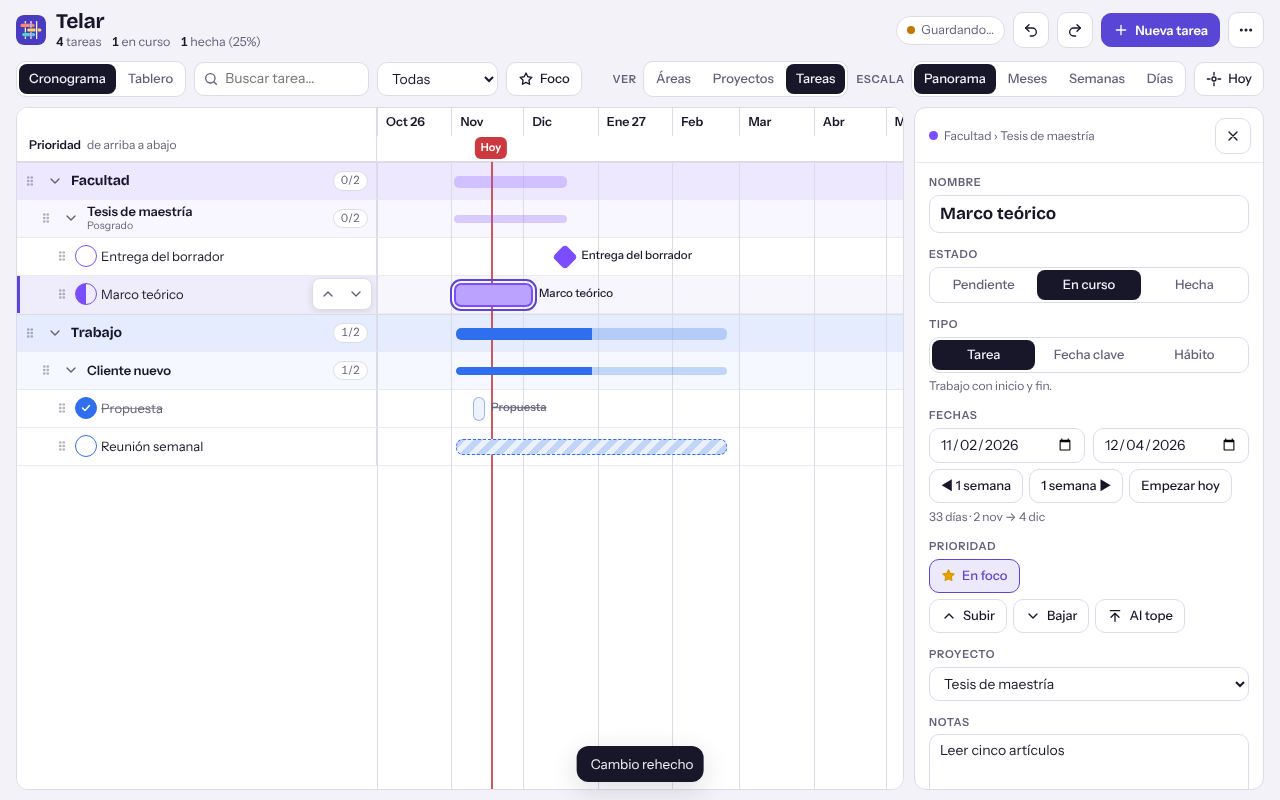 Telar
4 tareas 1 en curso 1 hecha (25%)
Guardando...
Nueva tarea
Cronograma Tablero
Buscar tarea...
Todas
Foco
VER Áreas Proyectos Tareas
ESCALA Panorama Meses Semanas Días
Hoy
Oct 26 Nov Dic Ene 27 Feb Mar Abr
Prioridad de arriba a abajo
Hoy
Facultad 0/2
Tesis de maestría 0/2
Posgrado
Entrega del borrador Entrega del borrador
Marco teórico Marco teórico
Trabajo 1/2
Cliente nuevo 1/2
Propuesta Propuesta
Reunión semanal
Cambio rehecho
Facultad › Tesis de maestría
NOMBRE
Marco teórico
ESTADO
Pendiente En curso Hecha
TIPO
Tarea Fecha clave Hábito
Trabajo con inicio y fin.
FECHAS
11/02/2026 12/04/2026
◀ 1 semana 1 semana ▶ Empezar hoy
33 días · 2 nov → 4 dic
PRIORIDAD
En foco
Subir Bajar Al tope
PROYECTO
Tesis de maestría
NOTAS
Leer cinco artículos